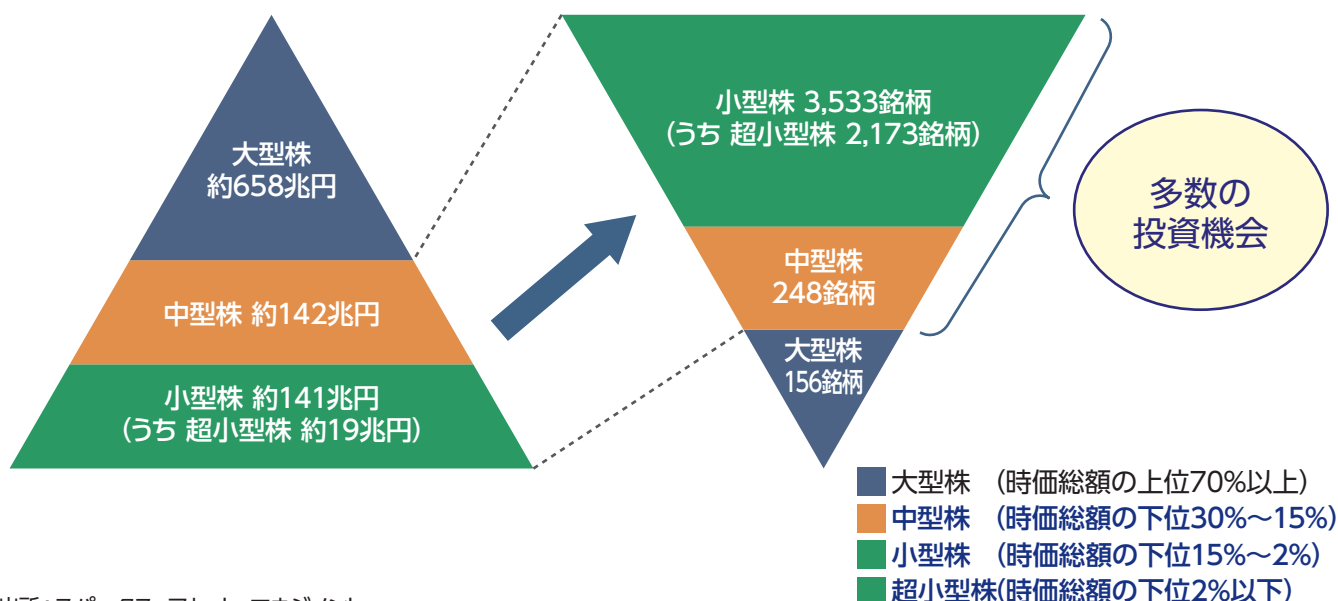 大型株
約658兆円
中型株 約142兆円
小型株 約141兆円
(うち 超小型株 約19兆円)
小型株 3,533銘柄
(うち 超小型株 2,173銘柄)
中型株
248銘柄
大型株
156銘柄
多数の
投資機会
大型株 (時価総額の上位70%以上)
中型株 (時価総額の下位30%～15%)
小型株 (時価総額の下位15%～2%)
超小型株(時価総額の下位2%以下)